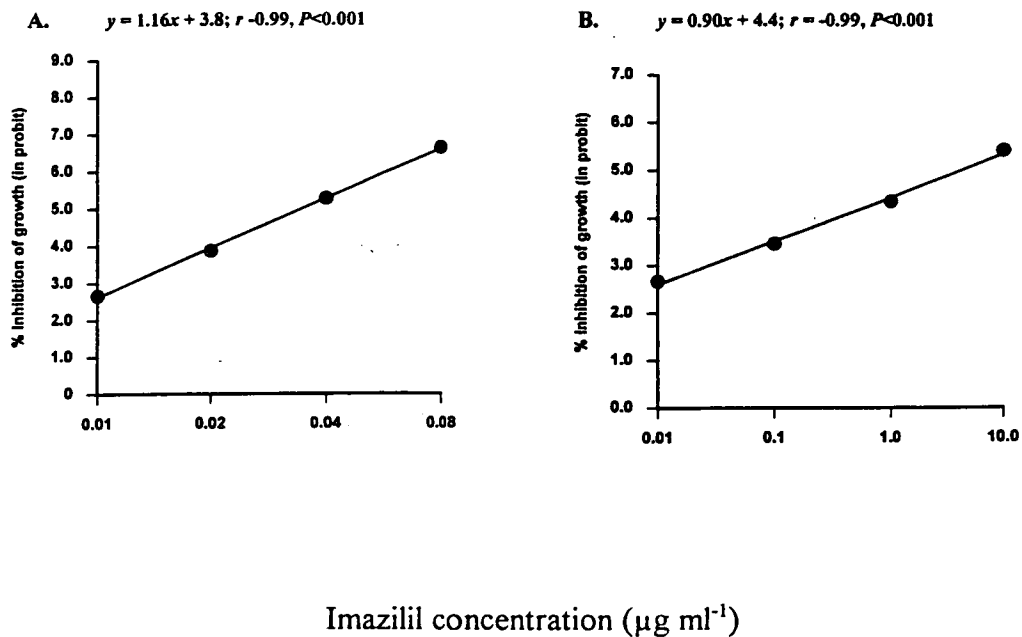 A. y = 1.16x + 3.8; r -0.99, P<0.001
9.0
8.0
7.0
6.0
5.0
4.0
3.0
2.0
1.0
0
% inhibition of growth (in probit)
0.01 0.02 0.04 0.08
B. y = 0.90x + 4.4; r = -0.99, P<0.001
7.0
6.0
5.0
4.0
3.0
2.0
1.0
0.0
% inhibition of growth (in probit)
0.01 0.1 1.0 10.0
Imazilil concentration (µg ml⁻¹)